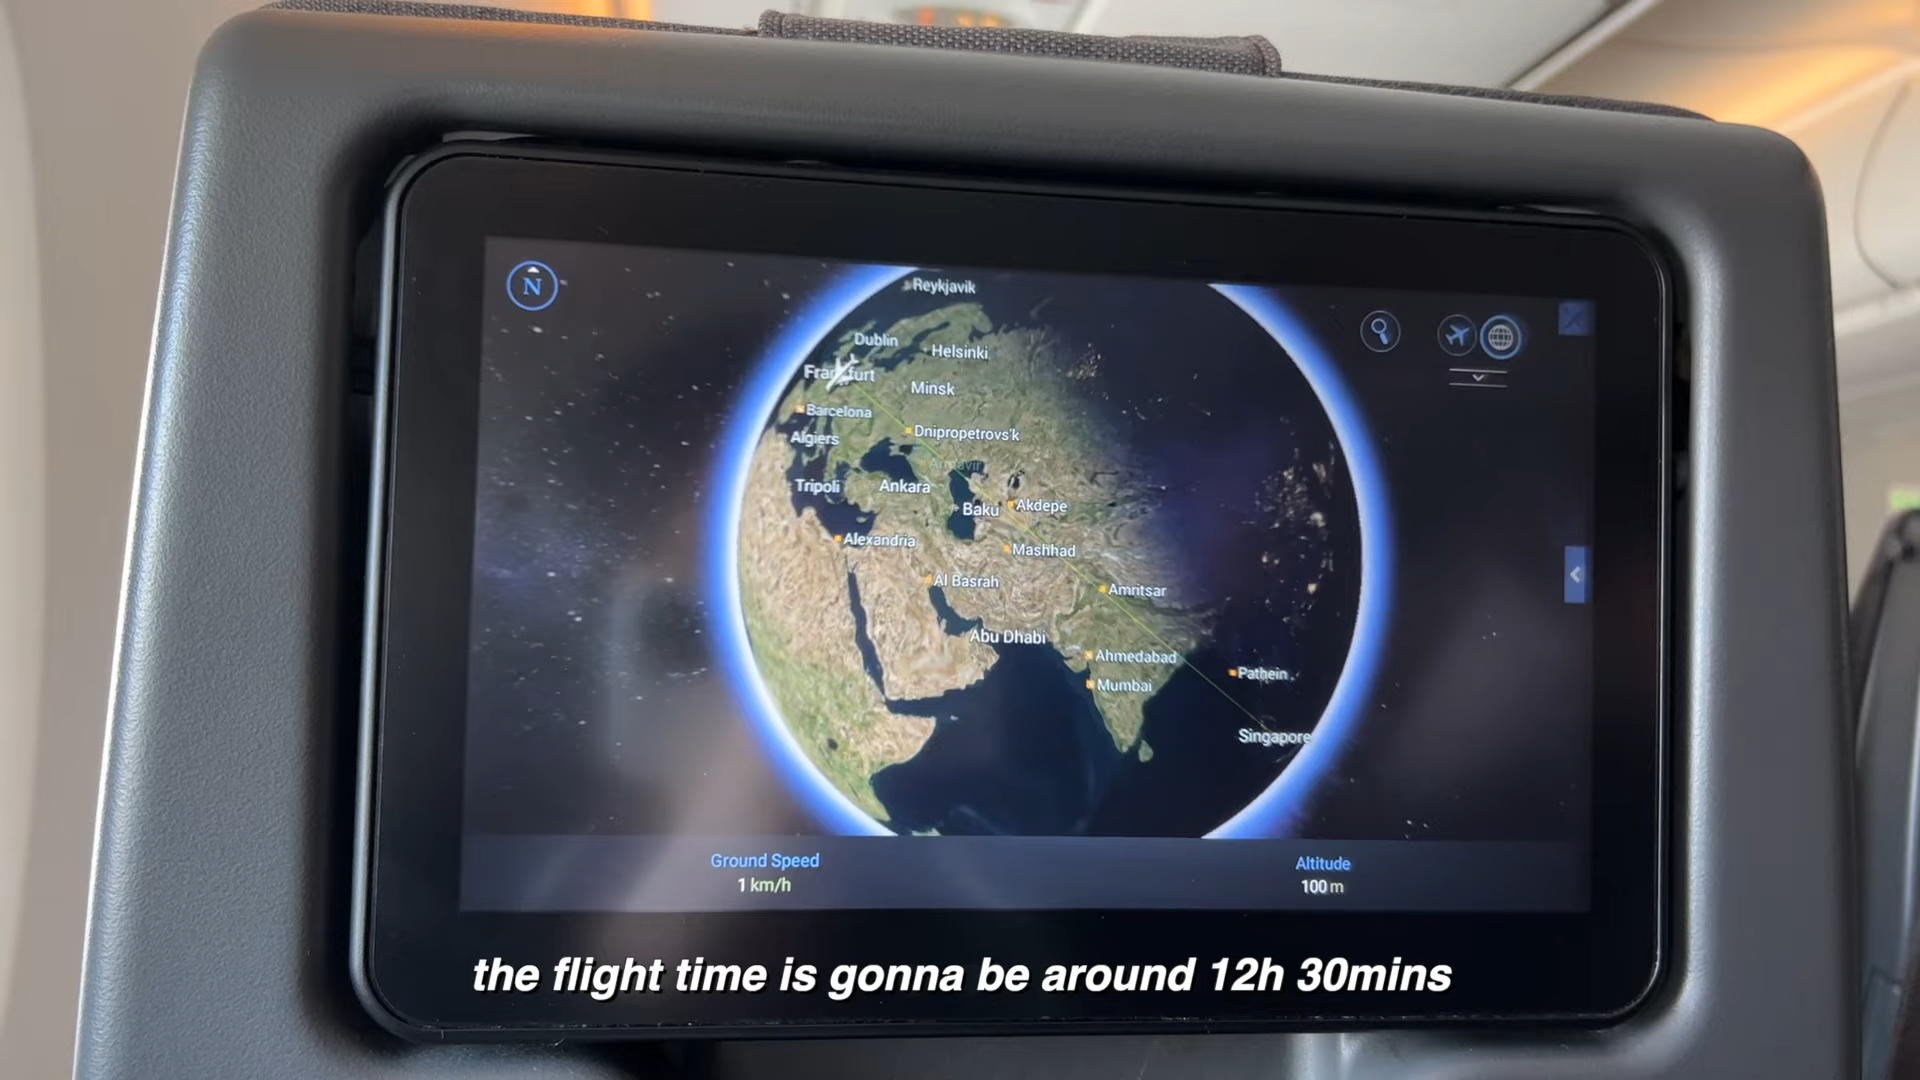 N
Reykjavik
Dublin
Helsinki
Frankfurt
Minsk
Barcelona
Dnipropetrovs'k
Algiers
Armavir
Tripoli
Ankara
Baku
Akdepe
Alexandria
Mashhad
Al Basrah
Amritsar
Abu Dhabi
Ahmedabad
Pathein
Mumbai
Singapore
Ground Speed
1 km/h
Altitude
100 m
the flight time is gonna be around 12h 30mins